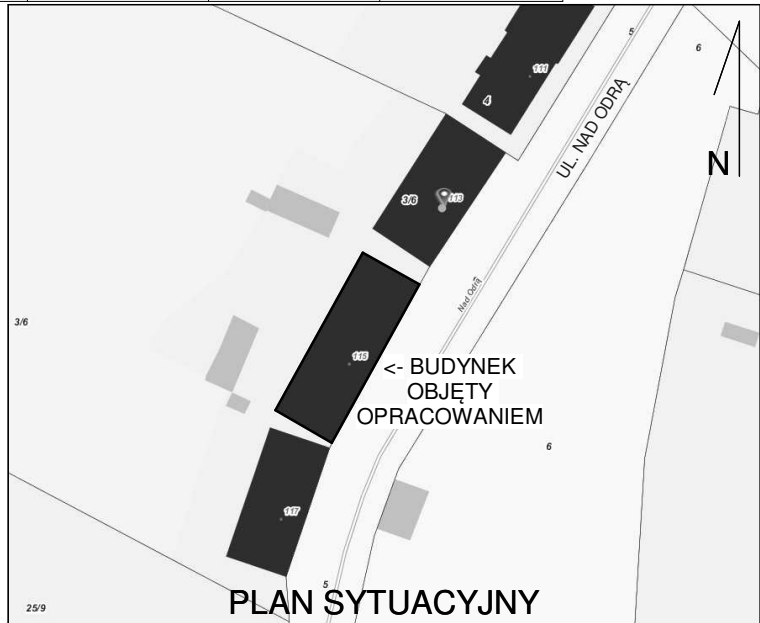 5
6
111
4
UL. NAD ODRĄ
N
3/6
113
Nad Odrą
3/6
115
<- BUDYNEK
OBJĘTY
OPRACOWANIEM
6
117
5
PLAN SYTUACYJNY
25/9